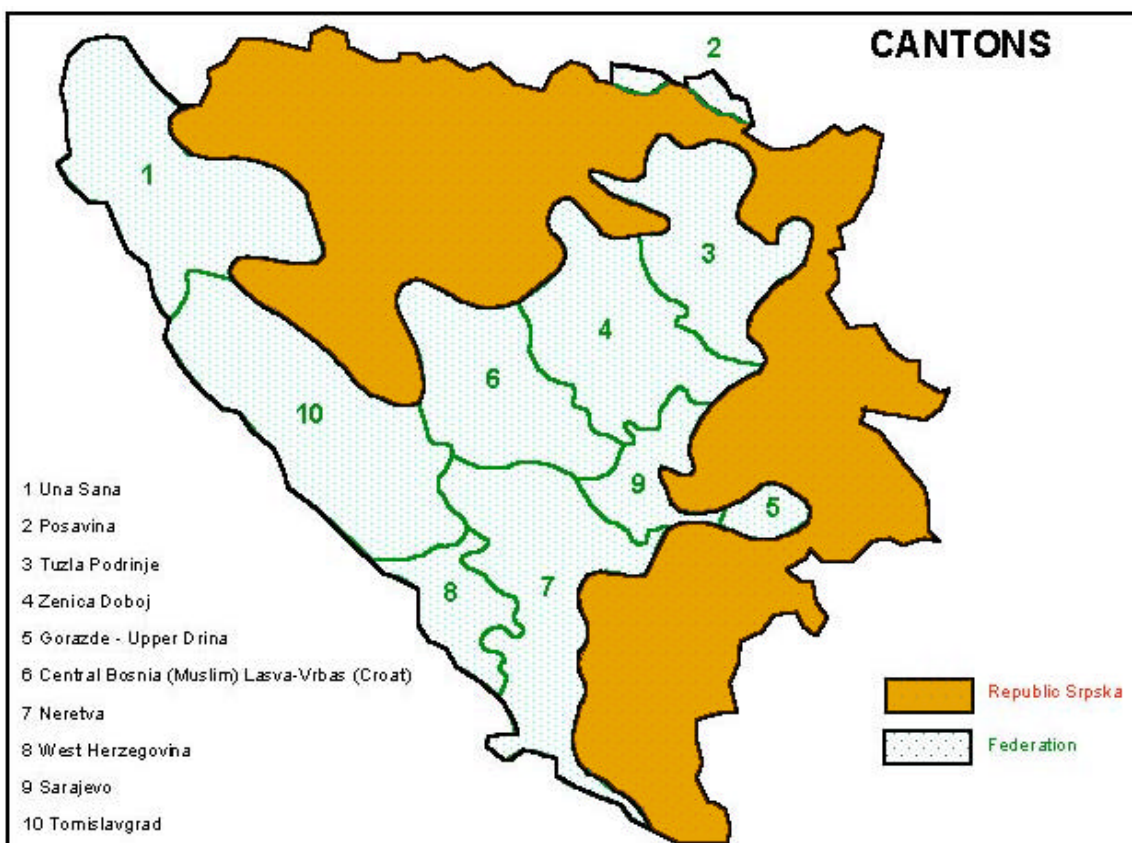 CANTONS
2
1
3
4
6
10
9
5
8
7
1 Una Sana
2 Posavina
3 Tuzla Podrinje
4 Zenica Doboj
5 Gorazde - Upper Drina
6 Central Bosnia (Muslim) Lasva-Vrbas (Croat)
7 Neretva
8 West Herzegovina
9 Sarajevo
10 Tomislavgrad
Republic Srpska
Federation